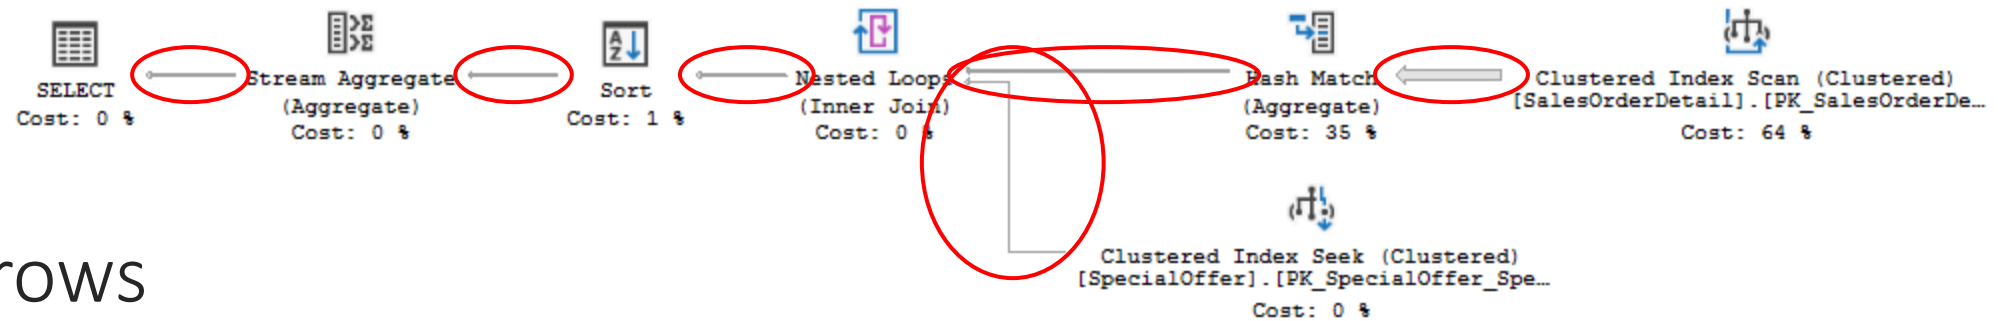 SELECT
Cost: 0 %
Stream Aggregate
(Aggregate)
Cost: 0 %
Sort
Cost: 1 %
Nested Loops
(Inner Join)
Cost: 0 %
Hash Match
(Aggregate)
Cost: 35 %
Clustered Index Scan (Clustered)
[SalesOrderDetail].[PK_SalesOrderDe…
Cost: 64 %
Clustered Index Seek (Clustered)
[SpecialOffer].[PK_SpecialOffer_Spe…
Cost: 0 %
rows